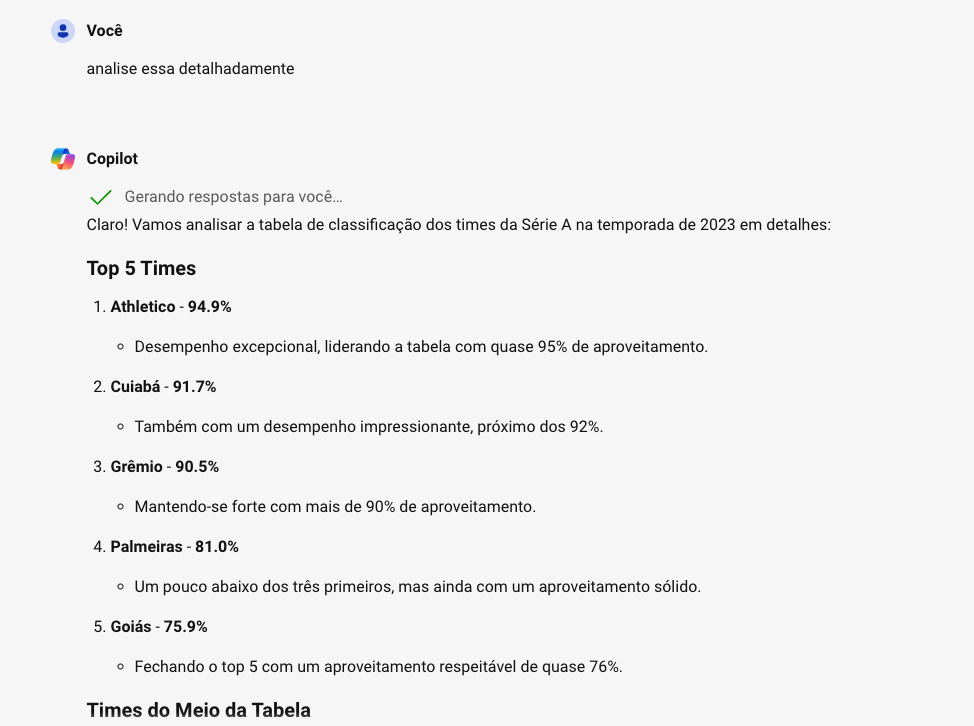 Você
analise essa detalhadamente
Copilot
Gerando respostas para você...
Claro! Vamos analisar a tabela de classificação dos times da Série A na temporada de 2023 em detalhes:
Top 5 Times
1. Athletico - 94.9%
Desempenho excepcional, liderando a tabela com quase 95% de aproveitamento.
2. Cuiabá - 91.7%
Também com um desempenho impressionante, próximo dos 92%.
3. Grêmio - 90.5%
Mantendo-se forte com mais de 90% de aproveitamento.
4. Palmeiras - 81.0%
Um pouco abaixo dos três primeiros, mas ainda com um aproveitamento sólido.
5. Goiás - 75.9%
Fechando o top 5 com um aproveitamento respeitável de quase 76%.
Times do Meio da Tabela